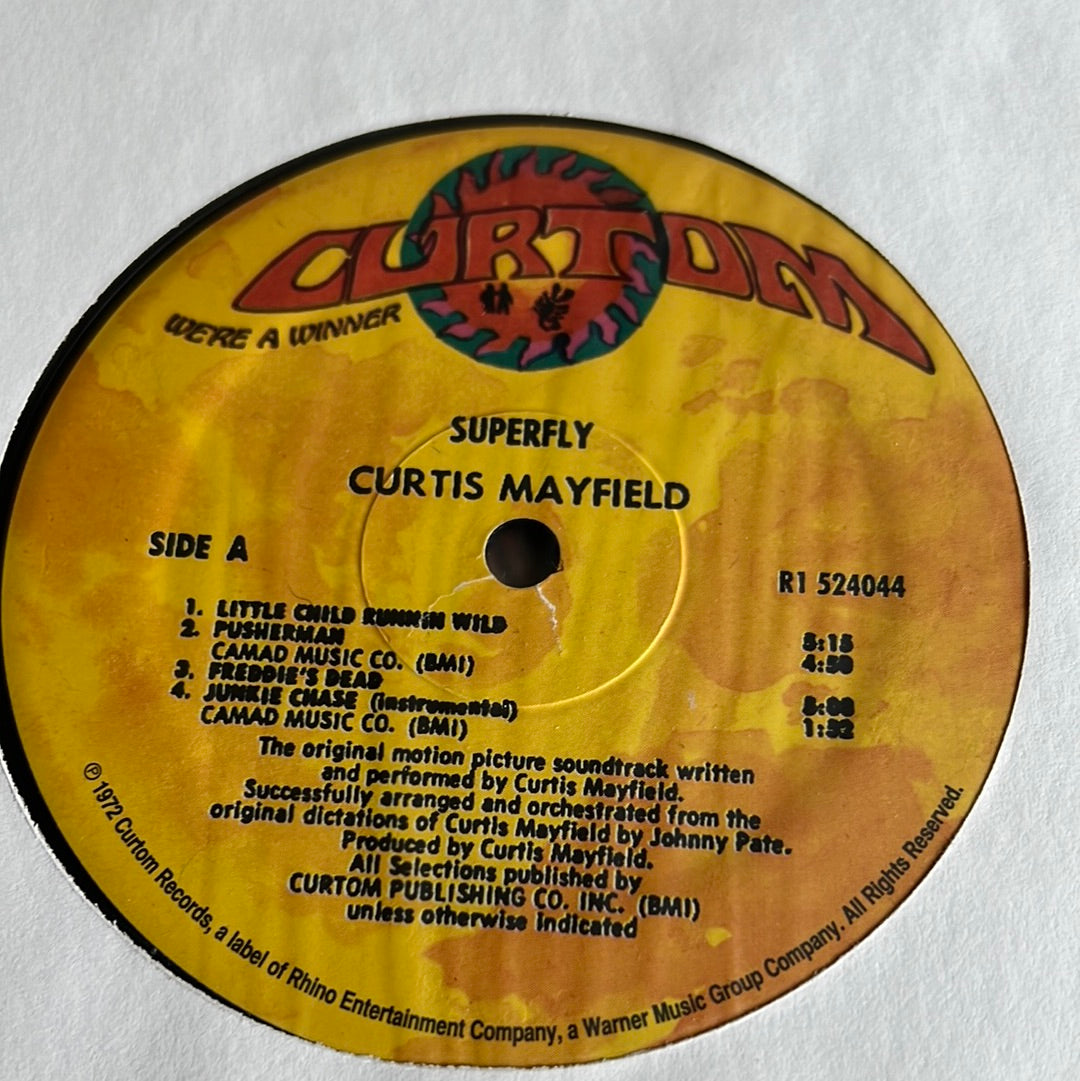 CURTOM
WE'RE A WINNER
SUPERFLY
CURTIS MAYFIELD
SIDE A
R1 524044
1. LITTLE CHILD RUNNIN WILD
2. PUSHERMAN
CAMAD MUSIC CO. (BMI) 4:50
3. FREDDIE'S DEAD
4. JUNKIE CHASE (instrumental) 1:32
CAMAD MUSIC CO. (BMI)
The original motion picture soundtrack written
and performed by Curtis Mayfield.
Successfully arranged and orchestrated from the
original dictations of Curtis Mayfield by Johnny Pate.
Produced by Curtis Mayfield.
All Selections published by
CURTOM PUBLISHING CO. INC. (BMI)
unless otherwise indicated
℗ 1972 Curtom Records, a label of Rhino Entertainment Company, a Warner Music Group Company. All Rights Reserved.